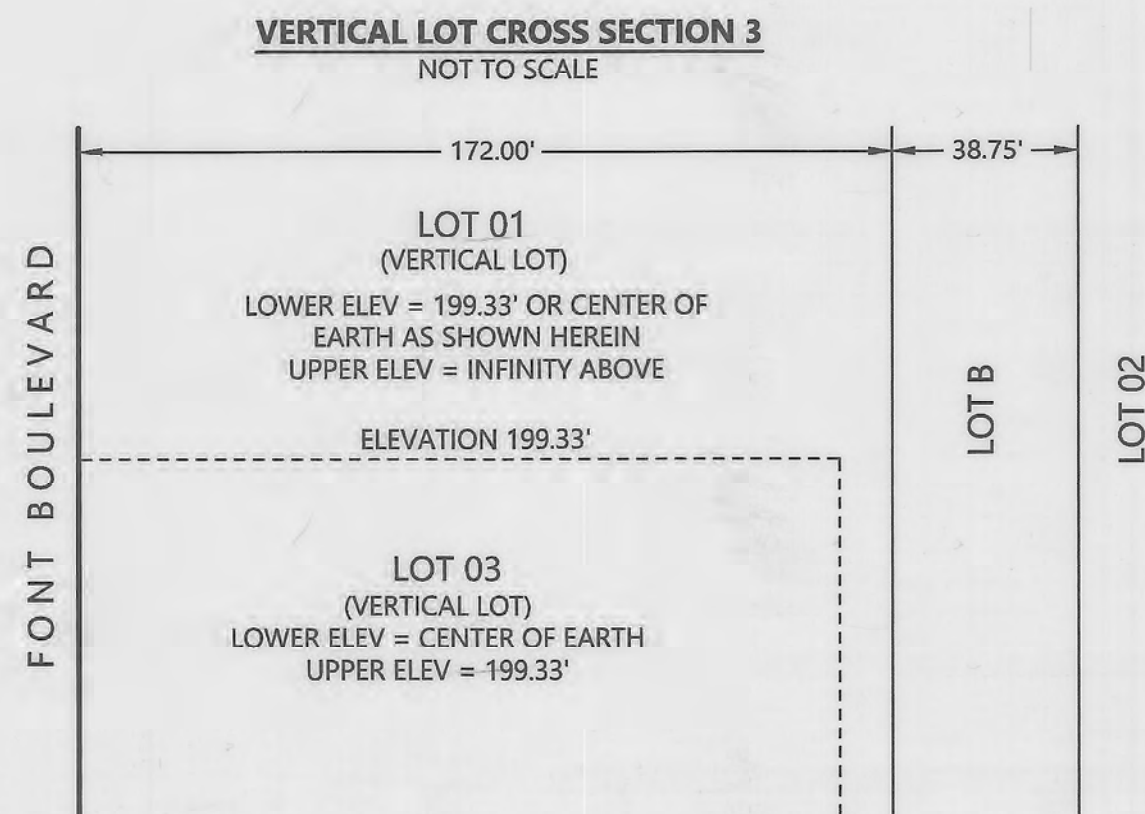 VERTICAL LOT CROSS SECTION 3
NOT TO SCALE
172.00'
38.75'
LOT 01
(VERTICAL LOT)
LOWER ELEV = 199.33' OR CENTER OF
EARTH AS SHOWN HEREIN
UPPER ELEV = INFINITY ABOVE
ELEVATION 199.33'
LOT 03
(VERTICAL LOT)
LOWER ELEV = CENTER OF EARTH
UPPER ELEV = 199.33'
FONT BOULEVARD
LOT B
LOT 02